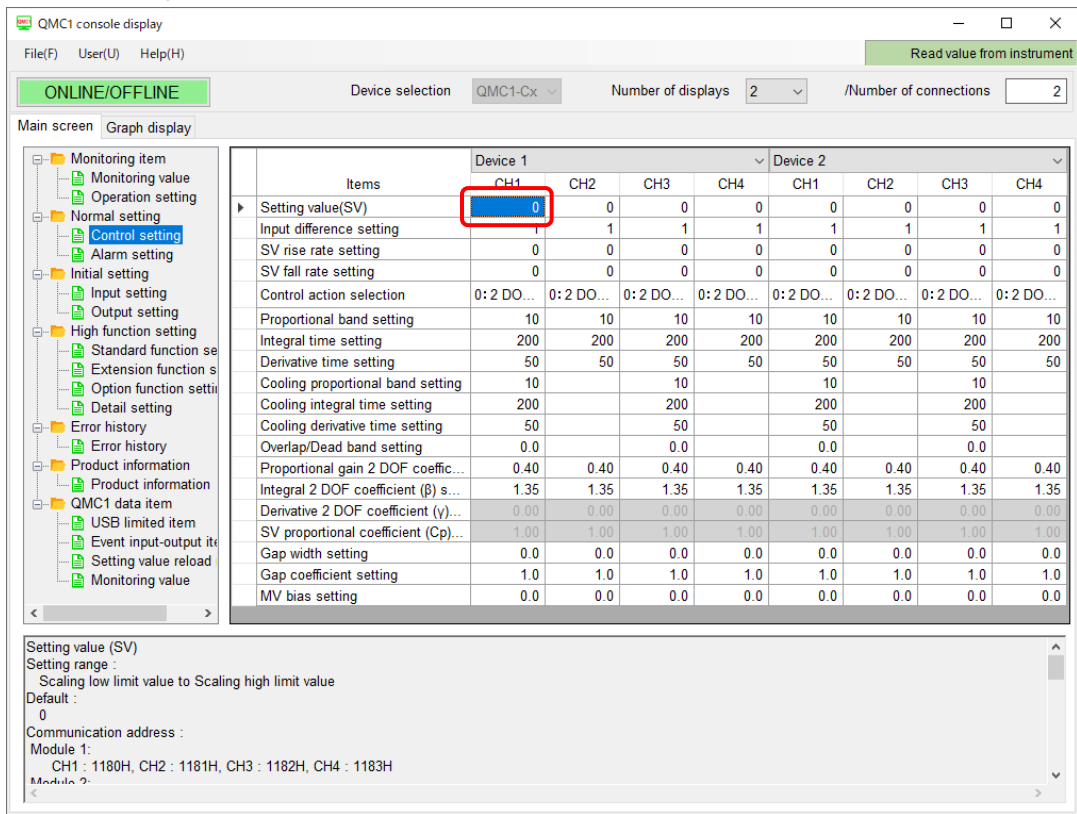 QMC1 console display
File(F) User(U) Help(H) Read value from instrument
ONLINE/OFFLINE Device selection QMC1-Cx Number of displays 2 /Number of connections 2
Main screen Graph display
Monitoring item
Monitoring value
Operation setting
Normal setting
Control setting
Alarm setting
Initial setting
Input setting
Output setting
High function setting
Standard function se
Extension function s
Option function settin
Detail setting
Error history
Error history
Product information
Product information
QMC1 data item
USB limited item
Event input-output ite
Setting value reload
Monitoring value
Device 1 Device 2
Items CH1 CH2 CH3 CH4 CH1 CH2 CH3 CH4
Setting value(SV) 0 0 0 0 0 0 0 0
Input difference setting 1 1 1 1 1 1 1 1
SV rise rate setting 0 0 0 0 0 0 0 0
SV fall rate setting 0 0 0 0 0 0 0 0
Control action selection 0: 2 DO... 0: 2 DO... 0: 2 DO... 0: 2 DO... 0: 2 DO... 0: 2 DO... 0: 2 DO... 0: 2 DO...
Proportional band setting 10 10 10 10 10 10 10 10
Integral time setting 200 200 200 200 200 200 200 200
Derivative time setting 50 50 50 50 50 50 50 50
Cooling proportional band setting 10 10 10 10
Cooling integral time setting 200 200 200 200
Cooling derivative time setting 50 50 50 50
Overlap/Dead band setting 0.0 0.0 0.0 0.0
Proportional gain 2 DOF coeffic... 0.40 0.40 0.40 0.40 0.40 0.40 0.40 0.40
Integral 2 DOF coefficient (β) s... 1.35 1.35 1.35 1.35 1.35 1.35 1.35 1.35
Derivative 2 DOF coefficient (γ)... 0.00 0.00 0.00 0.00 0.00 0.00 0.00 0.00
SV proportional coefficient (Cp)... 1.00 1.00 1.00 1.00 1.00 1.00 1.00 1.00
Gap width setting 0.0 0.0 0.0 0.0 0.0 0.0 0.0 0.0
Gap coefficient setting 1.0 1.0 1.0 1.0 1.0 1.0 1.0 1.0
MV bias setting 0.0 0.0 0.0 0.0 0.0 0.0 0.0 0.0
Setting value (SV)
Setting range :
Scaling low limit value to Scaling high limit value
Default :
0
Communication address :
Module 1:
CH1 : 1180H, CH2 : 1181H, CH3 : 1182H, CH4 : 1183H
Module 2: